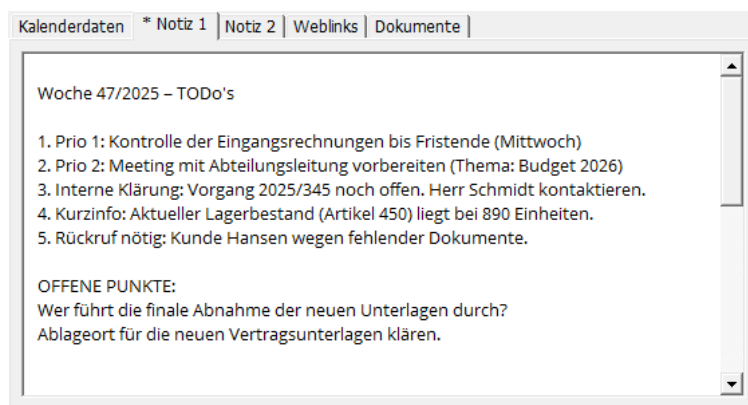 Kalenderdaten * Notiz 1 Notiz 2 Weblinks Dokumente
Woche 47/2025 – TODo's
1. Prio 1: Kontrolle der Eingangsrechnungen bis Fristende (Mittwoch)
2. Prio 2: Meeting mit Abteilungsleitung vorbereiten (Thema: Budget 2026)
3. Interne Klärung: Vorgang 2025/345 noch offen. Herr Schmidt kontaktieren.
4. Kurzinfo: Aktueller Lagerbestand (Artikel 450) liegt bei 890 Einheiten.
5. Rückruf nötig: Kunde Hansen wegen fehlender Dokumente.
OFFENE PUNKTE:
Wer führt die finale Abnahme der neuen Unterlagen durch?
Ablageort für die neuen Vertragsunterlagen klären.